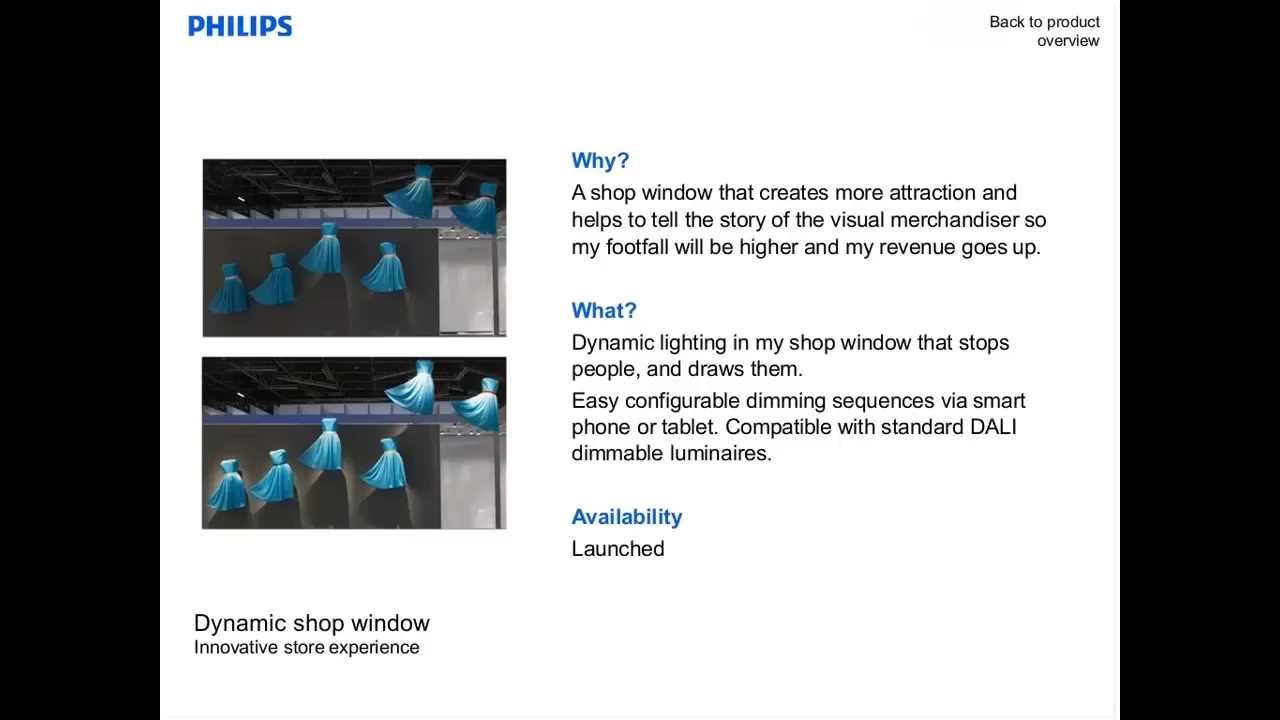 PHILIPS
Back to product
overview
Why?
A shop window that creates more attraction and
helps to tell the story of the visual merchandiser so
my footfall will be higher and my revenue goes up.
What?
Dynamic lighting in my shop window that stops
people, and draws them.
Easy configurable dimming sequences via smart
phone or tablet. Compatible with standard DALI
dimmable luminaires.
Availability
Launched
Dynamic shop window
Innovative store experience